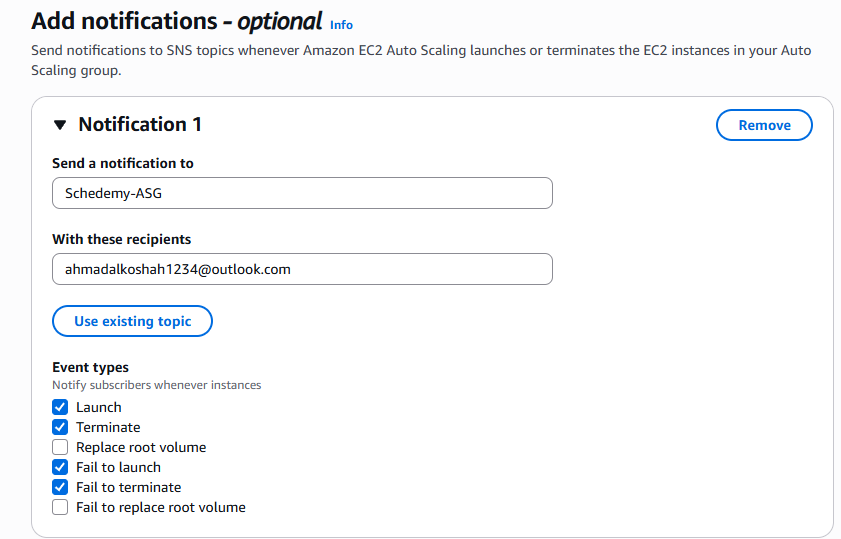 Add notifications - optional Info
Send notifications to SNS topics whenever Amazon EC2 Auto Scaling launches or terminates the EC2 instances in your Auto
Scaling group.
Notification 1
Remove
Send a notification to
Schedemy-ASG
With these recipients
ahmadalkoshah1234@outlook.com
Use existing topic
Event types
Notify subscribers whenever instances
Launch
Terminate
Replace root volume
Fail to launch
Fail to terminate
Fail to replace root volume